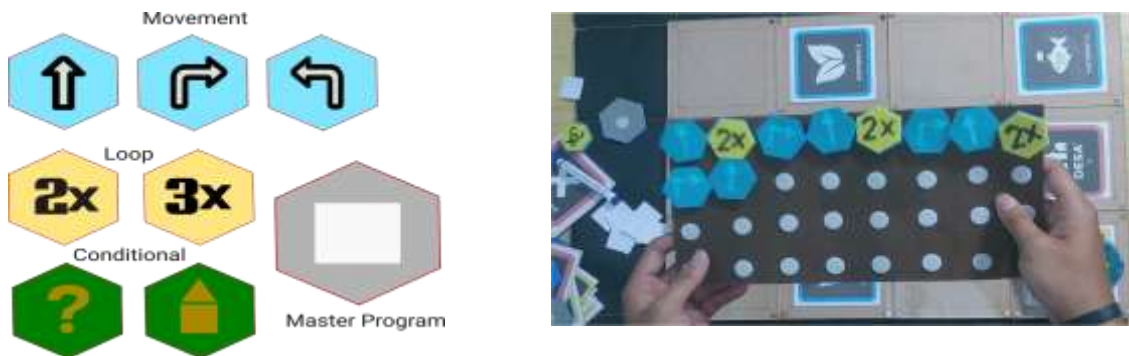 Movement
Loop
2x
3x
Conditional
?
Master Program
2x
2x
2x
DESA